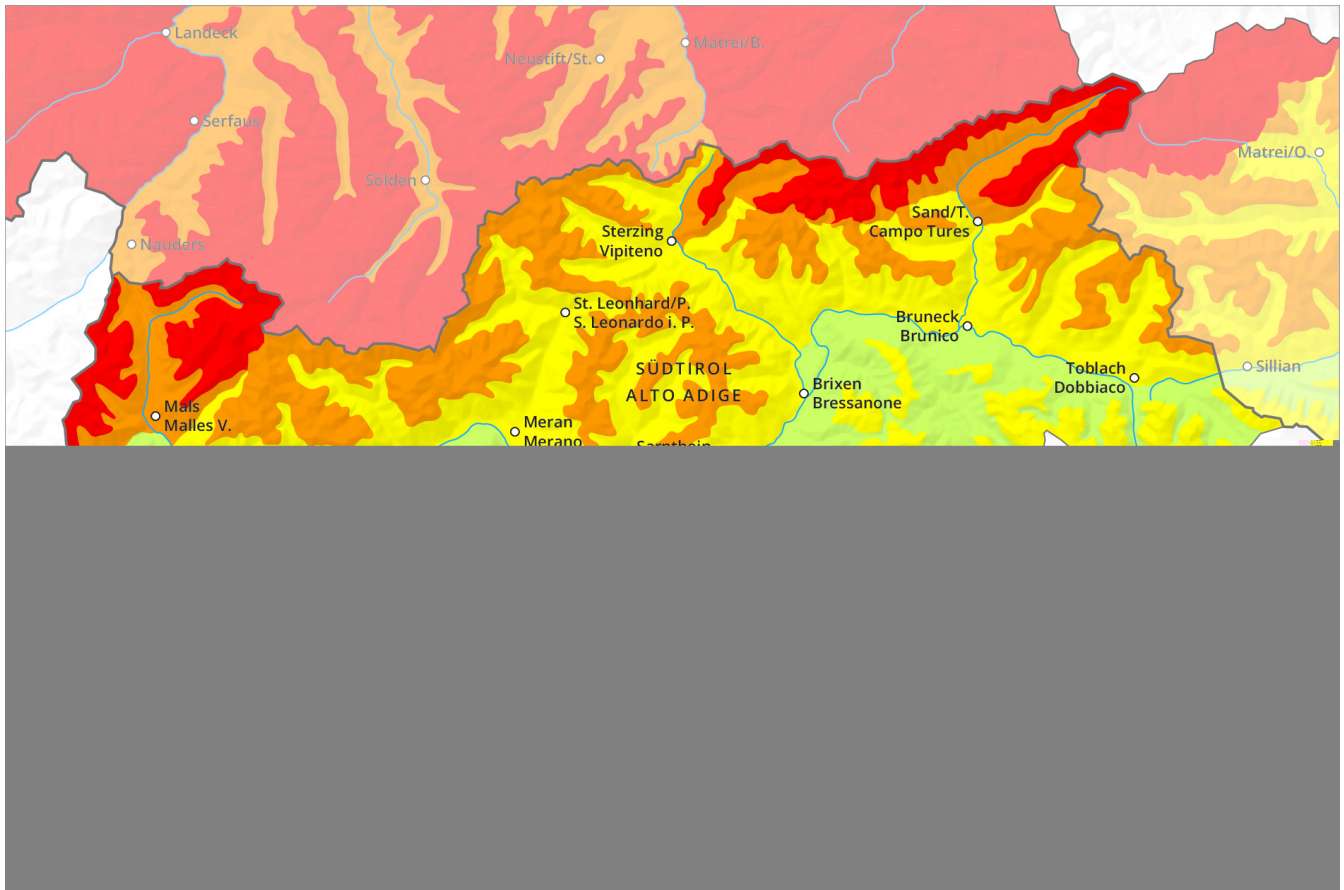 Landeck
Matrei/B.
Neustift/St.
Serfaus
Matrei/O.
Sölden
Sand/T.
Campo Tures
Sterzing
Vipiteno
Nauders
St. Leonhard/P.
S. Leonardo i. P.
Bruneck
Brunico
SÜDTIROL
ALTO ADIGE
Toblach
Dobbiaco
Sillian
Brixen
Bressanone
Mals
Malles V.
Meran
Merano